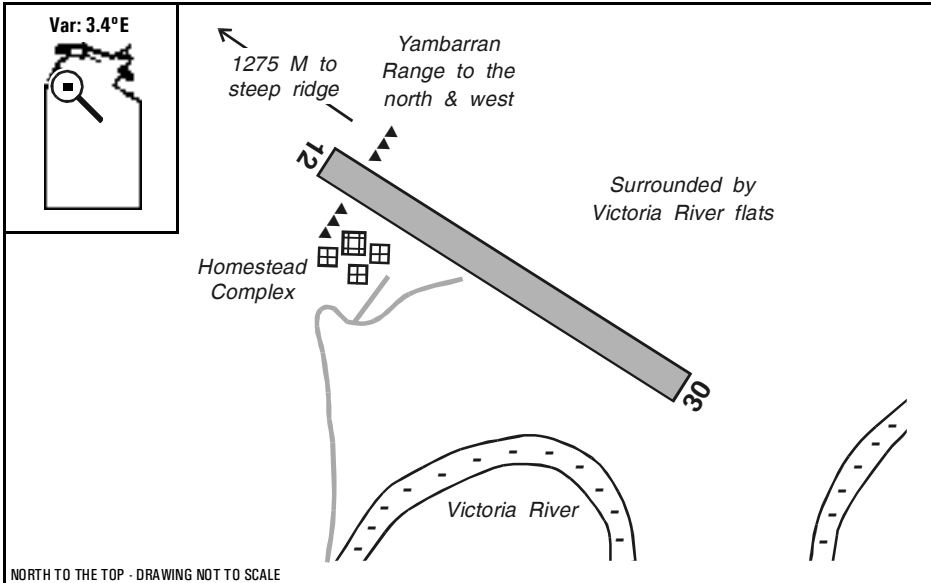 Var: 3.4°E
1275 M to
steep ridge
Yambarran
Range to the
north & west
12
Surrounded by
Victoria River flats
Homestead
Complex
30
Victoria River
NORTH TO THE TOP - DRAWING NOT TO SCALE